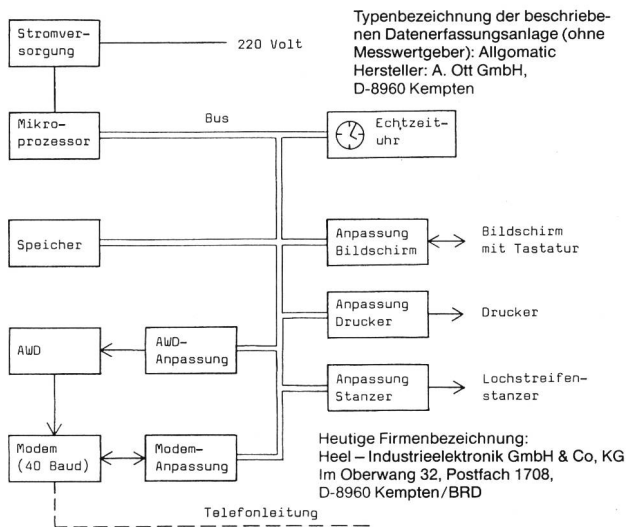 Stromver-
sorgung
220 Volt
Typenbezeichnung der beschriebe-
nen Datenerfassungsanlage (ohne
Messwertgeber): Allgomatic
Hersteller: A. Ott GmbH,
D-8960 Kempten
Mikro-
prozessor
Bus
Echtzeit-
uhr
Speicher
Anpassung
Bildschirm
Bildschirm
mit Tastatur
Anpassung
Drucker
Drucker
AWD
AWD-
Anpassung
Anpassung
Stanzer
Lochstreifen-
stanzer
Modem
(40 Baud)
Modem-
Anpassung
Heutige Firmenbezeichnung:
Heel – Industrieelektronik GmbH & Co, KG
Im Oberwang 32, Postfach 1708,
D-8960 Kempten/BRD
Telefonleitung